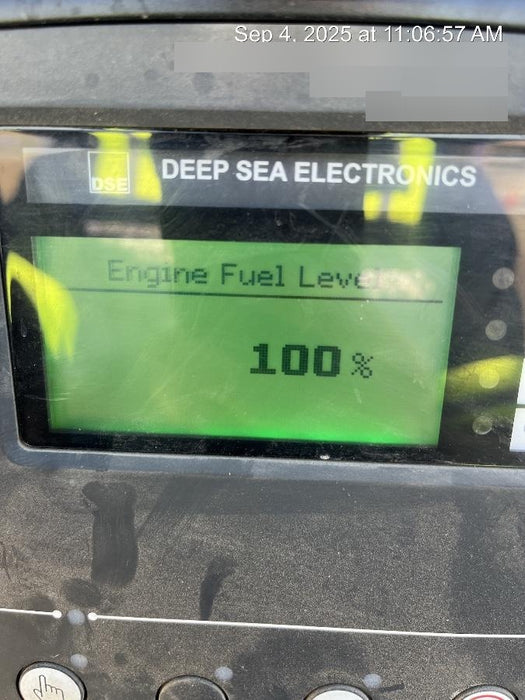 Sep 4, 2025 at 11:06:57 AM
DSE
DEEP SEA ELECTRONICS
Engine Fuel Level
100 %